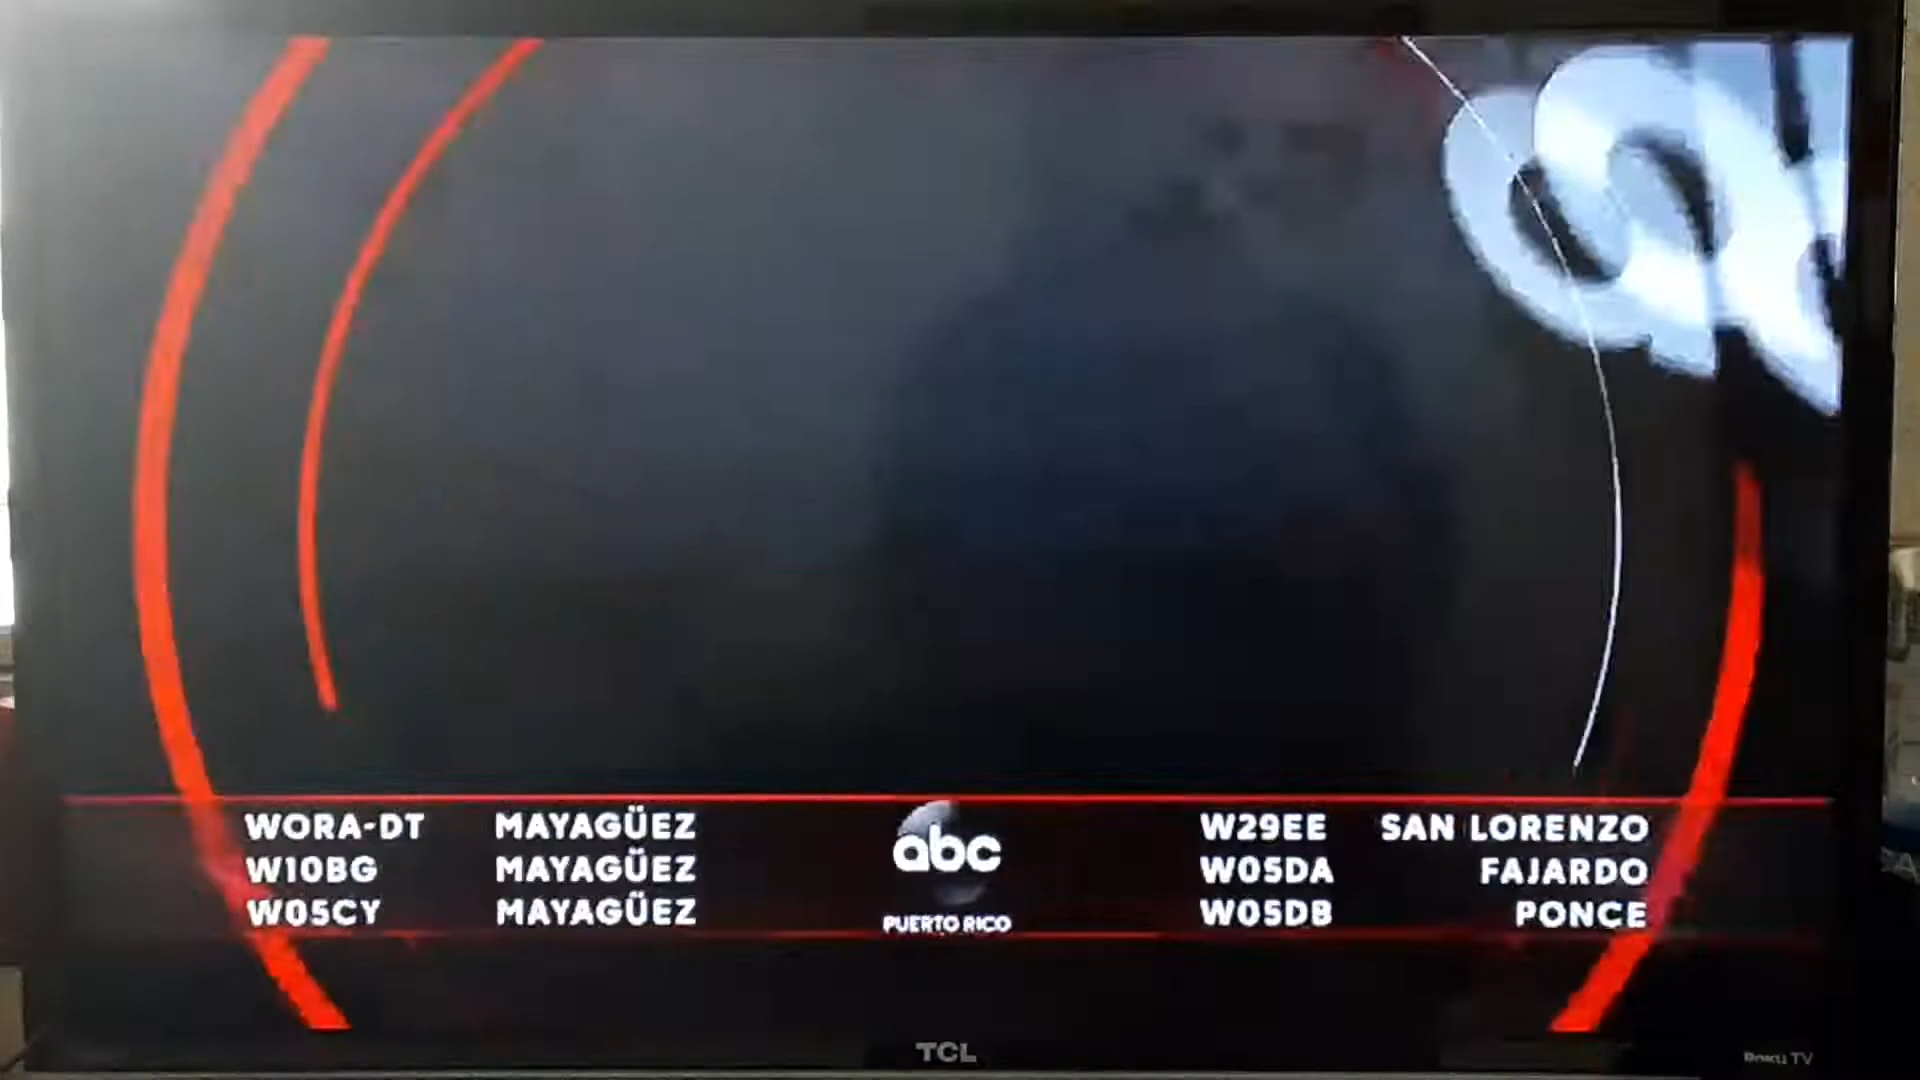 WORA-DT MAYAGÜEZ
W10BG MAYAGÜEZ
W05CY MAYAGÜEZ
abc
PUERTO RICO
W29EE SAN LORENZO
W05DA FAJARDO
W05DB PONCE
TCL
Roku TV